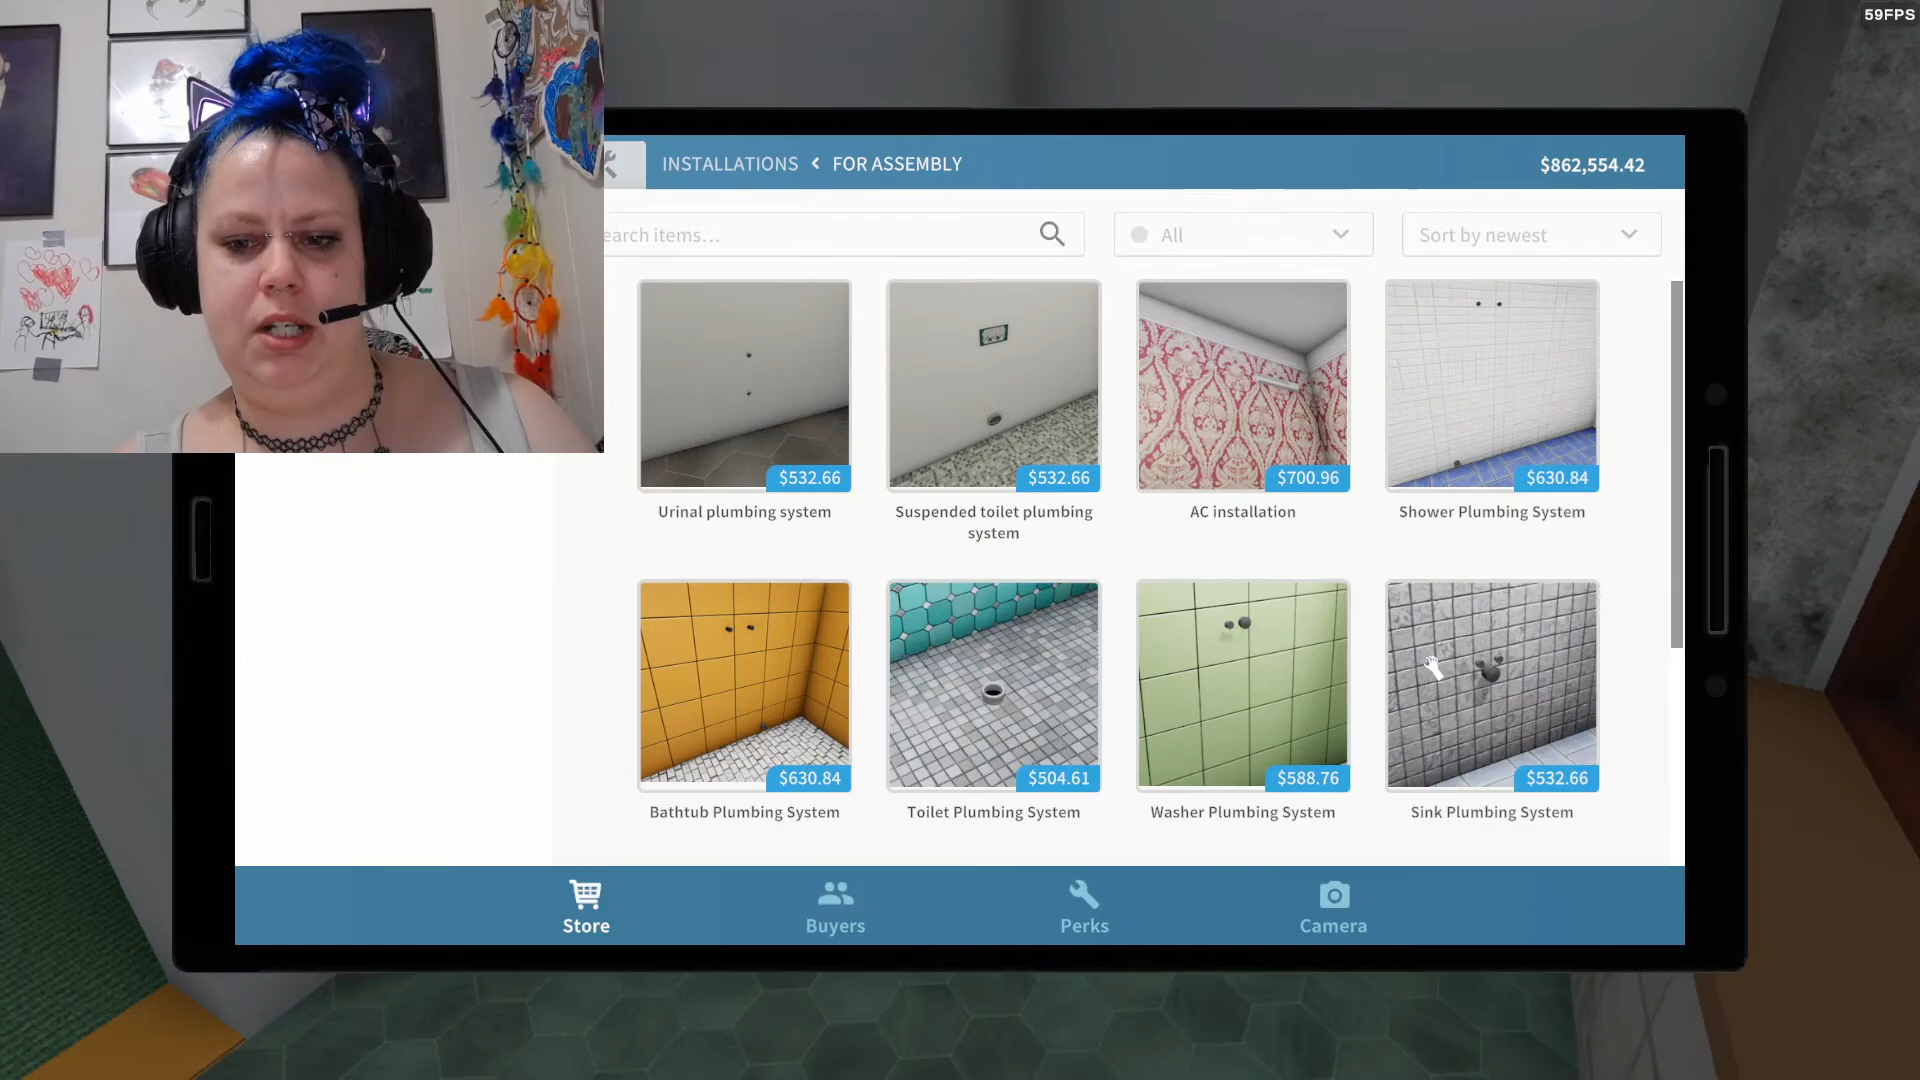 59FPS
INSTALLATIONS < FOR ASSEMBLY
$862,554.42
earch items...
All
Sort by newest
$532.66
$532.66
$700.96
$630.84
Urinal plumbing system
Suspended toilet plumbing
system
AC installation
Shower Plumbing System
$630.84
$504.61
$588.76
$532.66
Bathtub Plumbing System
Toilet Plumbing System
Washer Plumbing System
Sink Plumbing System
Store
Buyers
Perks
Camera